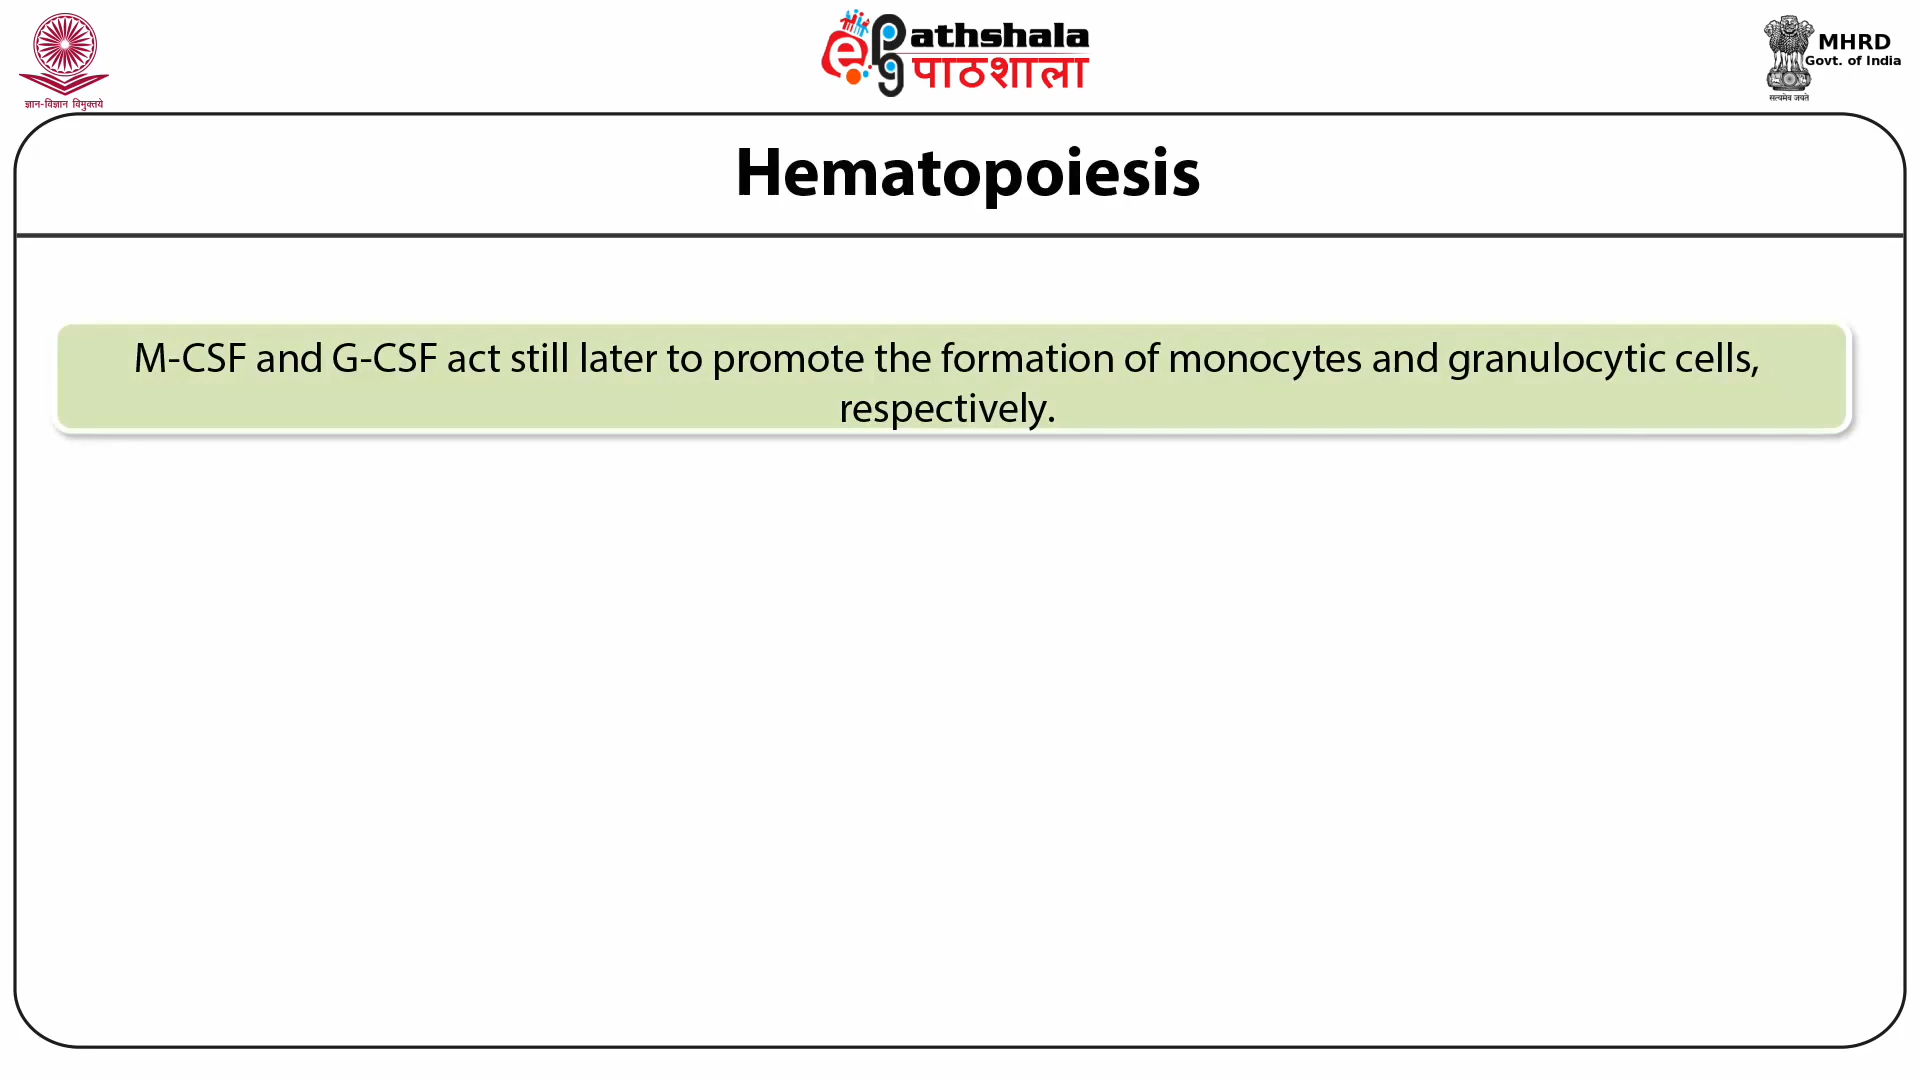 ज्ञान-विज्ञान विमुक्तये
ePathshala
पाठशाला
MHRD
Govt. of India
सत्यमेव जयते
Hematopoiesis
M-CSF and G-CSF act still later to promote the formation of monocytes and granulocytic cells,
respectively.